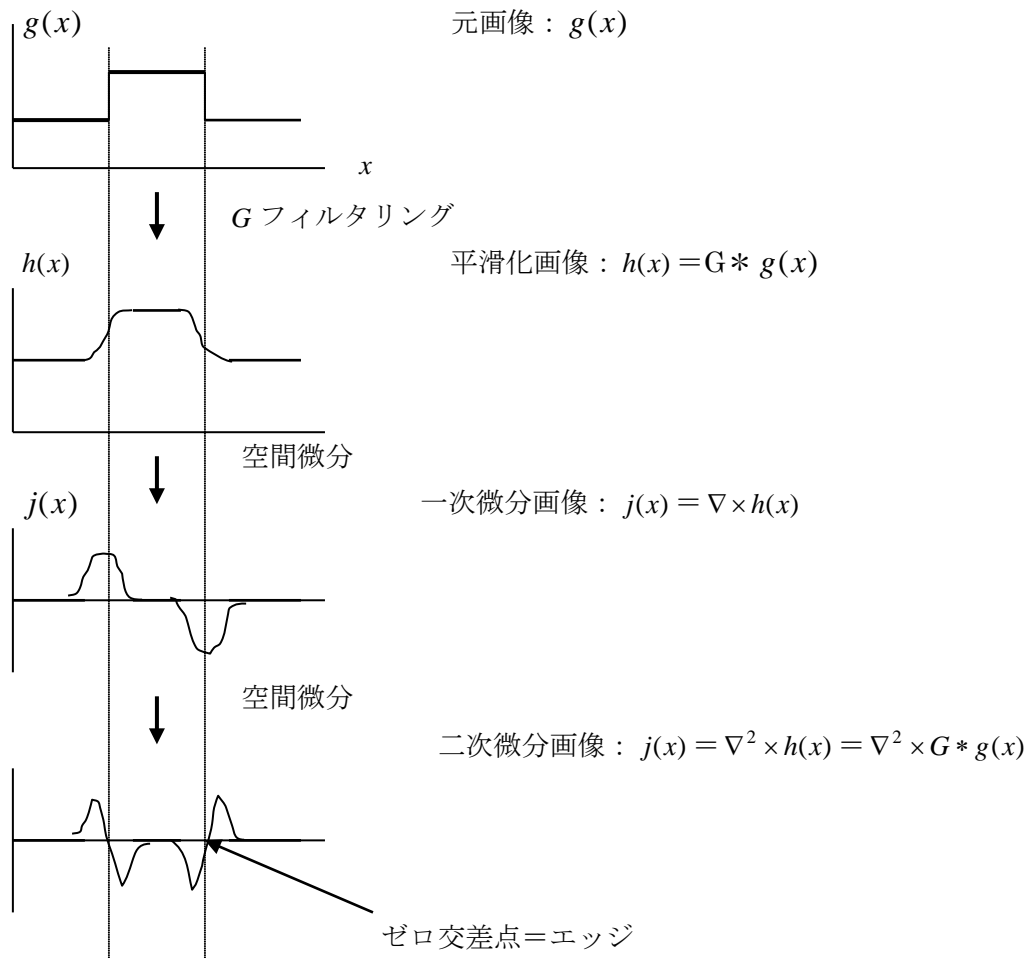 g(x) 元画像：g(x)
x
Gフィルタリング
h(x) 平滑化画像：h(x)＝G＊g(x)
空間微分
j(x) 一次微分画像：j(x)＝∇×h(x)
空間微分
二次微分画像：j(x)＝∇²×h(x)＝∇²×G*g(x)
ゼロ交差点＝エッジ